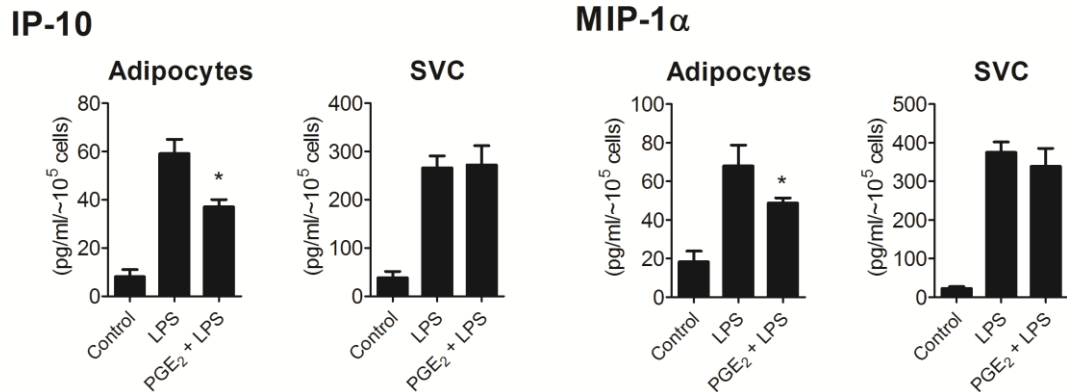 IP-10
MIP-1α
Adipocytes
SVC
Adipocytes
SVC
(pg/ml/~10⁵ cells)
80
60
40
20
0
Control
LPS
PGE₂ + LPS
*
(pg/ml/~10⁵ cells)
400
300
200
100
0
Control
LPS
PGE₂ + LPS
(pg/ml/~10⁵ cells)
100
80
60
40
20
0
Control
LPS
PGE₂ + LPS
*
(pg/ml/~10⁵ cells)
500
400
300
200
100
0
Control
LPS
PGE₂ + LPS